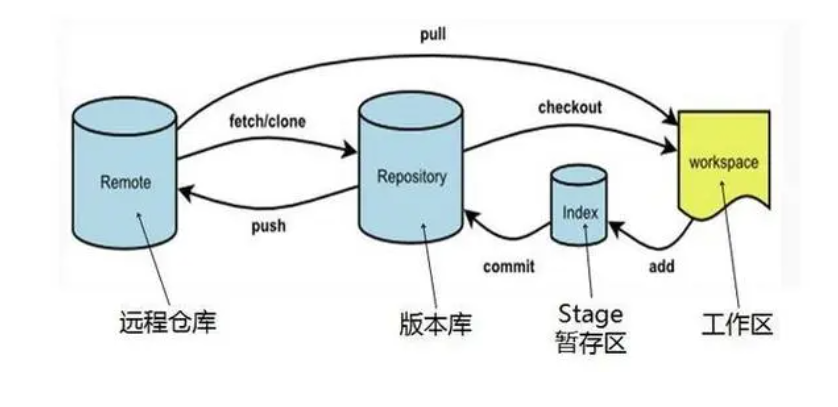 pull
fetch/clone
checkout
Remote
Repository
workspace
Index
push
commit
add
远程仓库
版本库
Stage
暂存区
工作区